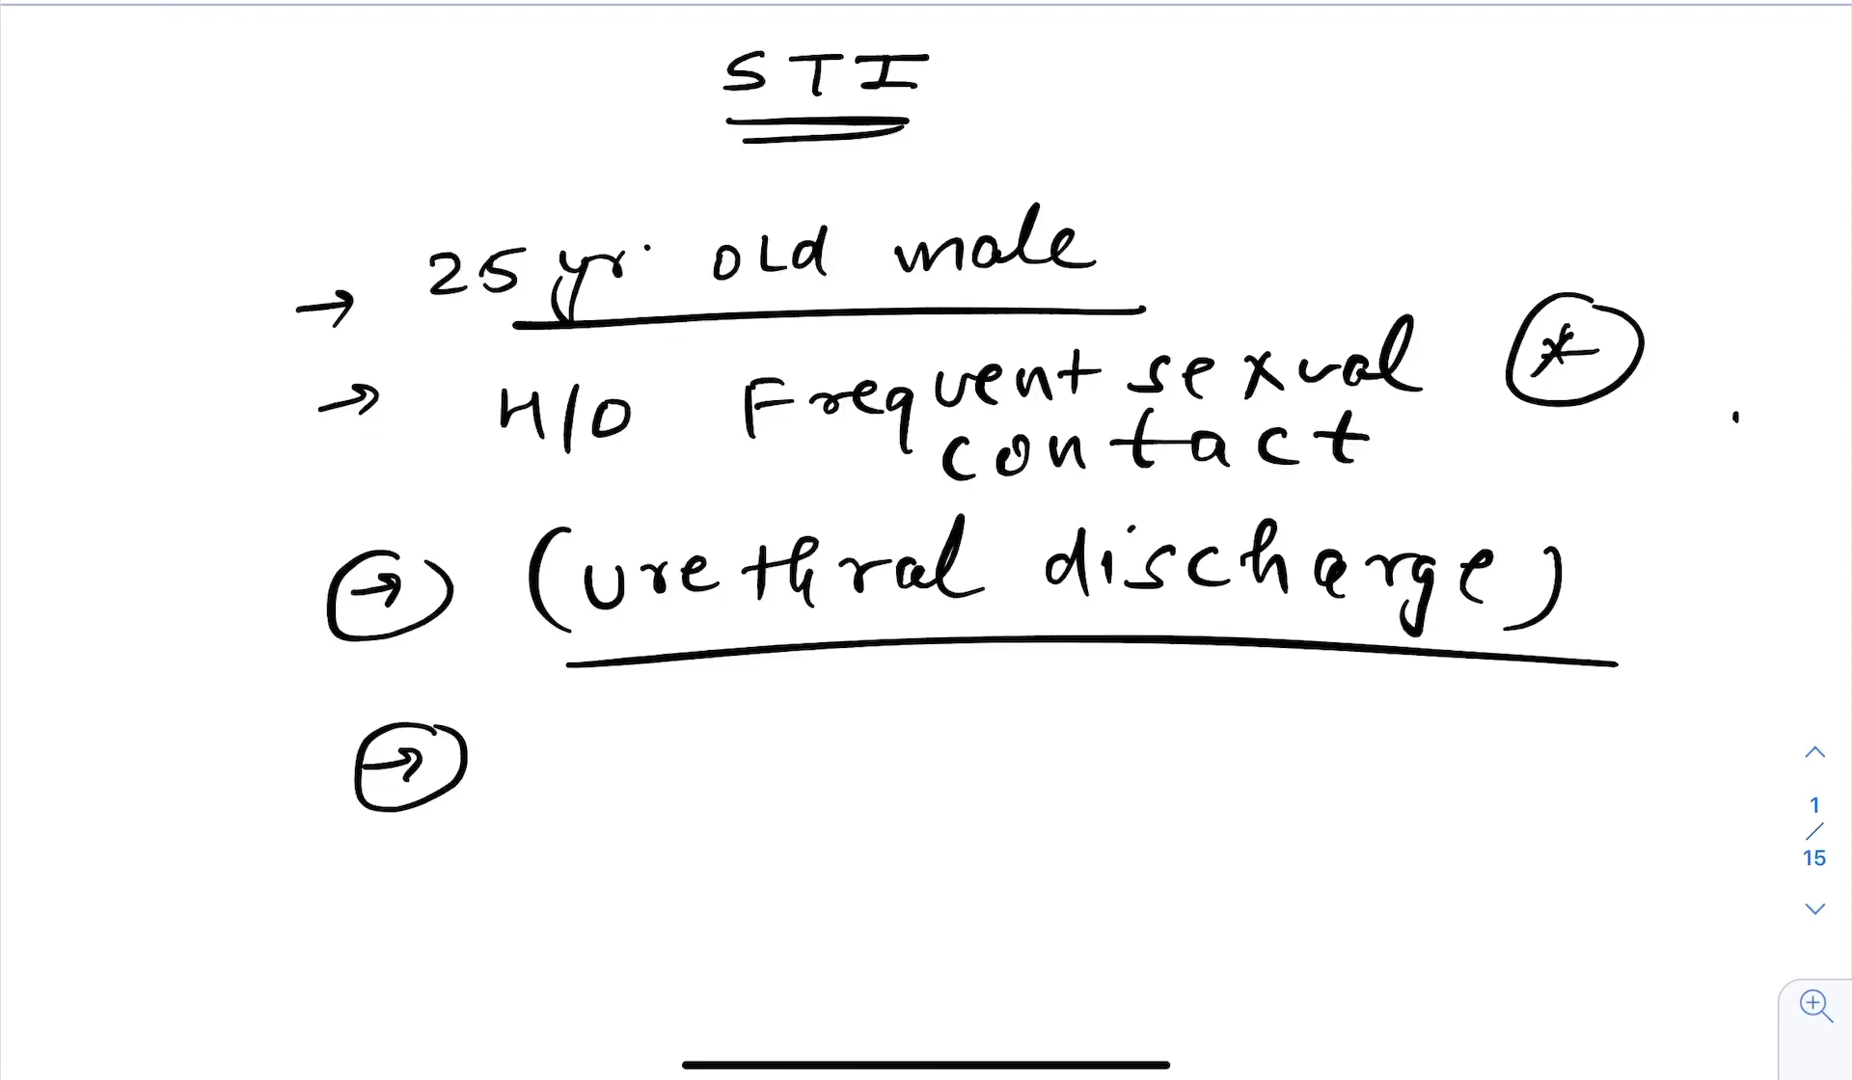 STI
→ 25 yr. old male
→ H/O Frequent sexual *
contact
→ (urethral discharge)
→
1
/
15